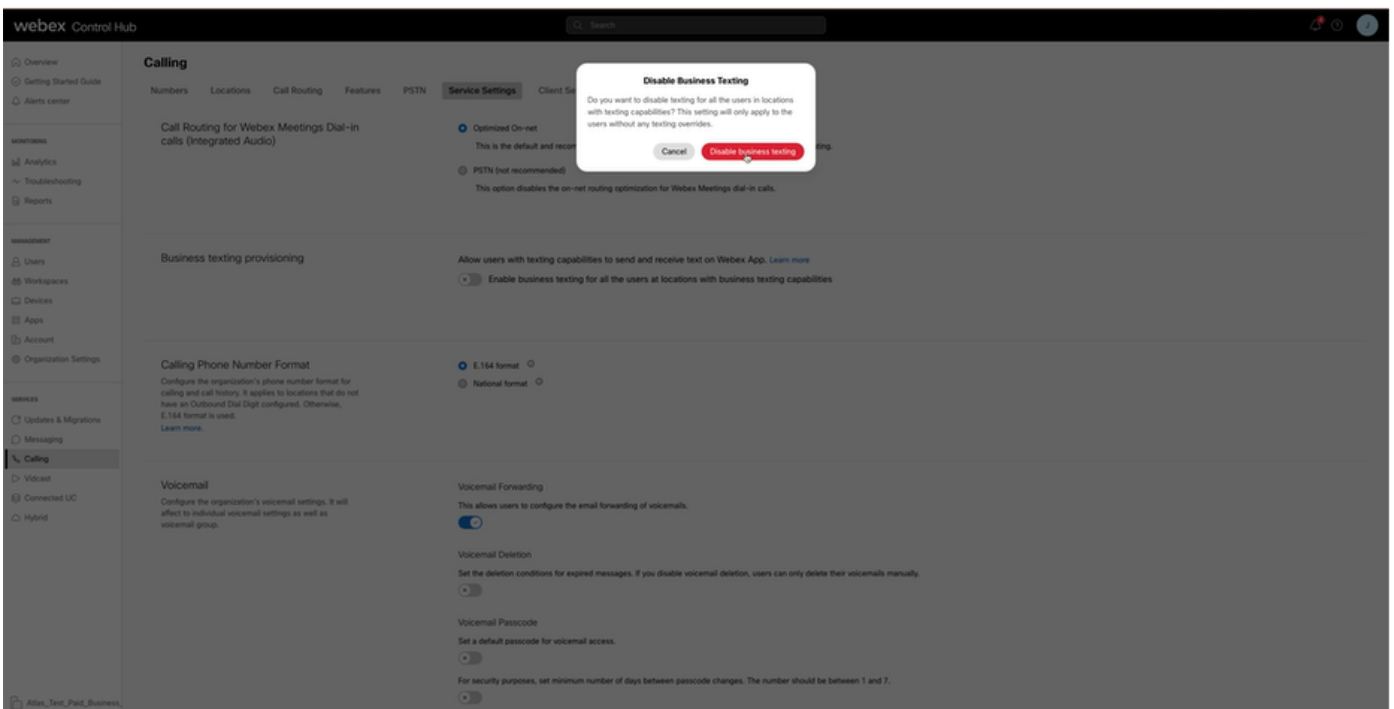 webex Control Hub
Search
J
Overview
Getting Started Guide
Alerts center
MONITORING
Analytics
Troubleshooting
Reports
MANAGEMENT
Users
Workspaces
Devices
Apps
Account
Organization Settings
SERVICES
Updates & Migrations
Messaging
Calling
Vidcast
Connected UC
Hybrid
Atlas_Test_Paid_Business_
Calling
Numbers Locations Call Routing Features PSTN Service Settings Client Se
Disable Business Texting
Do you want to disable texting for all the users in locations
with texting capabilities? This setting will only apply to the
users without any texting overrides.
Cancel Disable business texting
Call Routing for Webex Meetings Dial-in
calls (Integrated Audio)
Optimized On-net
This is the default and recom
PSTN (not recommended)
This option disables the on-net routing optimization for Webex Meetings dial-in calls.
Business texting provisioning
Allow users with texting capabilities to send and receive text on Webex App. Learn more
Enable business texting for all the users at locations with business texting capabilities
Calling Phone Number Format
Configure the organization's phone number format for
calling and call history. It applies to locations that do not
have an Outbound Dial Digit configured. Otherwise,
E.164 format is used.
Learn more.
E.164 format
National format
Voicemail
Configure the organization's voicemail settings. It will
affect to individual voicemail settings as well as
voicemail group.
Voicemail Forwarding
This allows users to configure the email forwarding of voicemails.
Voicemail Deletion
Set the deletion conditions for expired messages. If you disable voicemail deletion, users can only delete their voicemails manually.
Voicemail Passcode
Set a default passcode for voicemail access.
For security purposes, set minimum number of days between passcode changes. The number should be between 1 and 7.